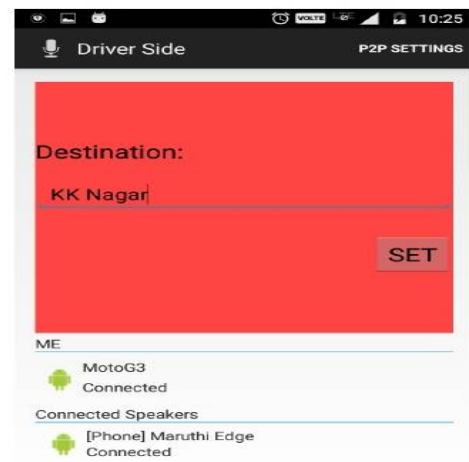 VOLTE 10:25
Driver Side P2P SETTINGS
Destination:
KK Nagar
SET
ME
MotoG3
Connected
Connected Speakers
[Phone] Maruthi Edge
Connected